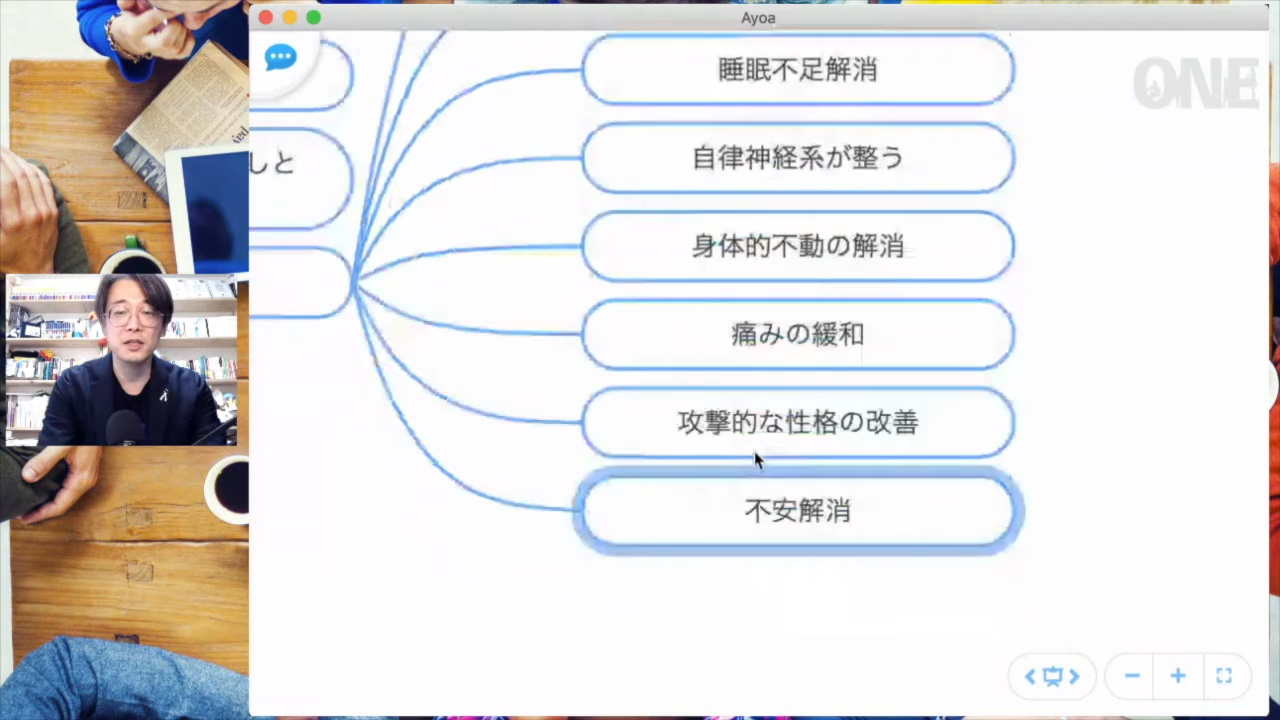 Ayoa
ONE
睡眠不足解消
しと
自律神経系が整う
身体的不動の解消
痛みの緩和
攻撃的な性格の改善
不安解消